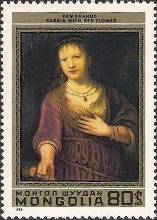 REMBRANDT
SASKIA WITH RED FLOWER
МОНГОЛ ШУУДАН
MONGOLIA 80